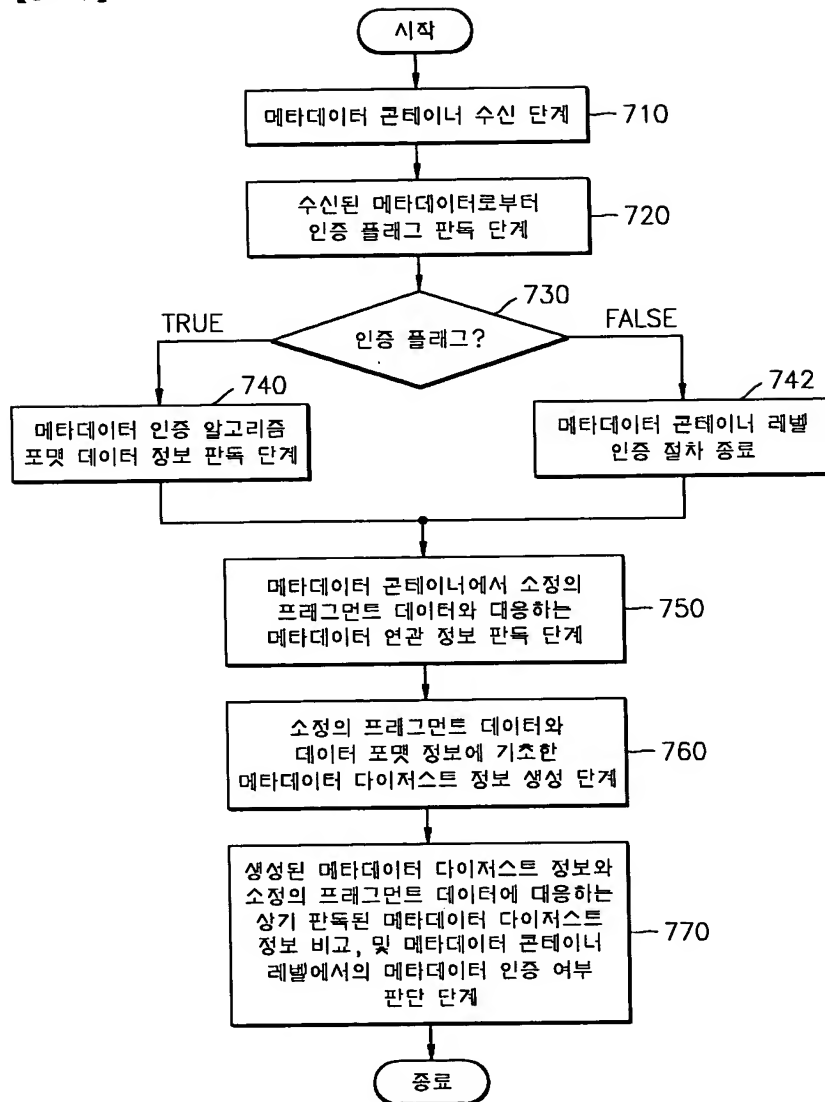 시작
메타데이터 콘테이너 수신 단계
710
수신된 메타데이터로부터
인증 플래그 판독 단계
720
730
인증 플래그?
TRUE
FALSE
740
메타데이터 인증 알고리즘
포맷 데이터 정보 판독 단계
742
메타데이터 콘테이너 레벨
인증 절차 종료
메타데이터 콘테이너에서 소정의
프래그먼트 데이터와 대응하는
메타데이터 연관 정보 판독 단계
750
소정의 프래그먼트 데이터와
데이터 포맷 정보에 기초한
메타데이터 다이저스트 정보 생성 단계
760
생성된 메타데이터 다이저스트 정보와
소정의 프래그먼트 데이터에 대응하는
상기 판독된 메타데이터 다이저스트
정보 비교, 및 메타데이터 콘테이너
레벨에서의 메타데이터 인증 여부
판단 단계
770
종료